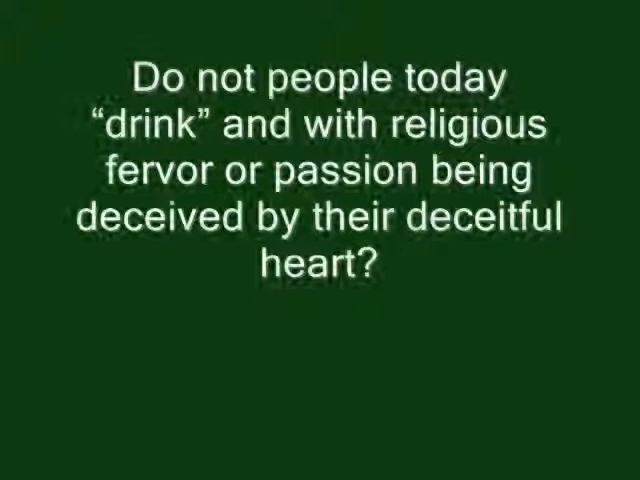 Do not people today
“drink” and with religious
fervor or passion being
deceived by their deceitful
heart?